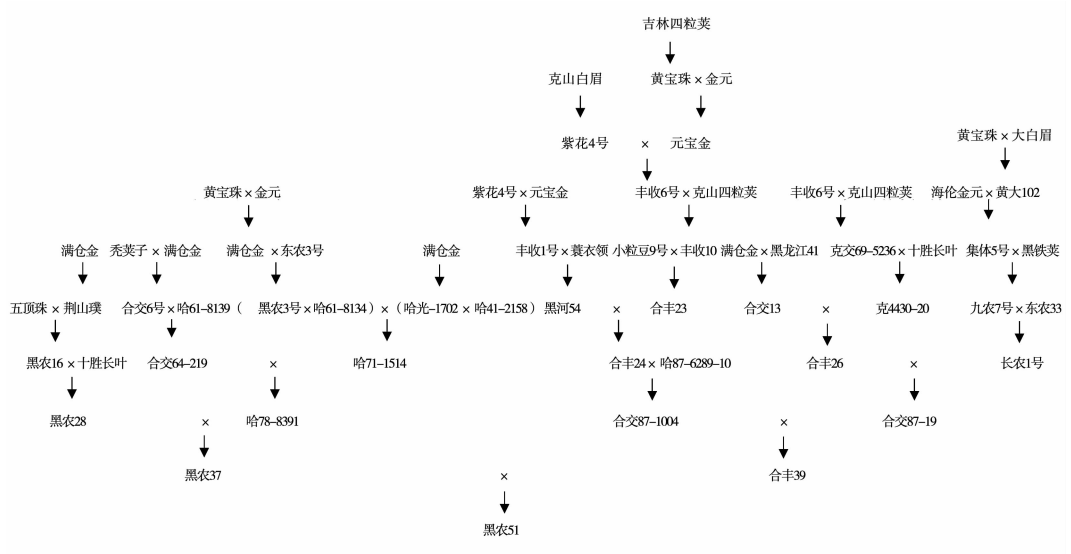 吉林四粒荚
克山白眉 黄宝珠×金元
黄宝珠×大白眉
紫花4号 × 元宝金
黄宝珠×金元 紫花4号×元宝金 丰收6号×克山四粒荚 丰收6号×克山四粒荚 海伦金元×黄大102
满仓金 秃荚子×满仓金 满仓金×东农3号 满仓金 丰收1号×蓑衣领 小粒豆9号×丰收10 满仓金×黑龙江41 克交69–5236×十胜长叶 集体5号×黑铁荚
五顶珠×荆山璞 合交6号×哈61–8139（ 黑农3号×哈61–8134）×（哈光–1702×哈41–2158）黑河54 × 合丰23 合交13 × 克4430–20 九农7号×东农33
黑农16×十胜长叶 合交64–219 × 哈71–1514 合丰24×哈87–6289–10 合丰26 × 长农1号
黑农28 × 哈78–8391 合交87–1004 × 合交87–19
黑农37 × 合丰39
黑农51